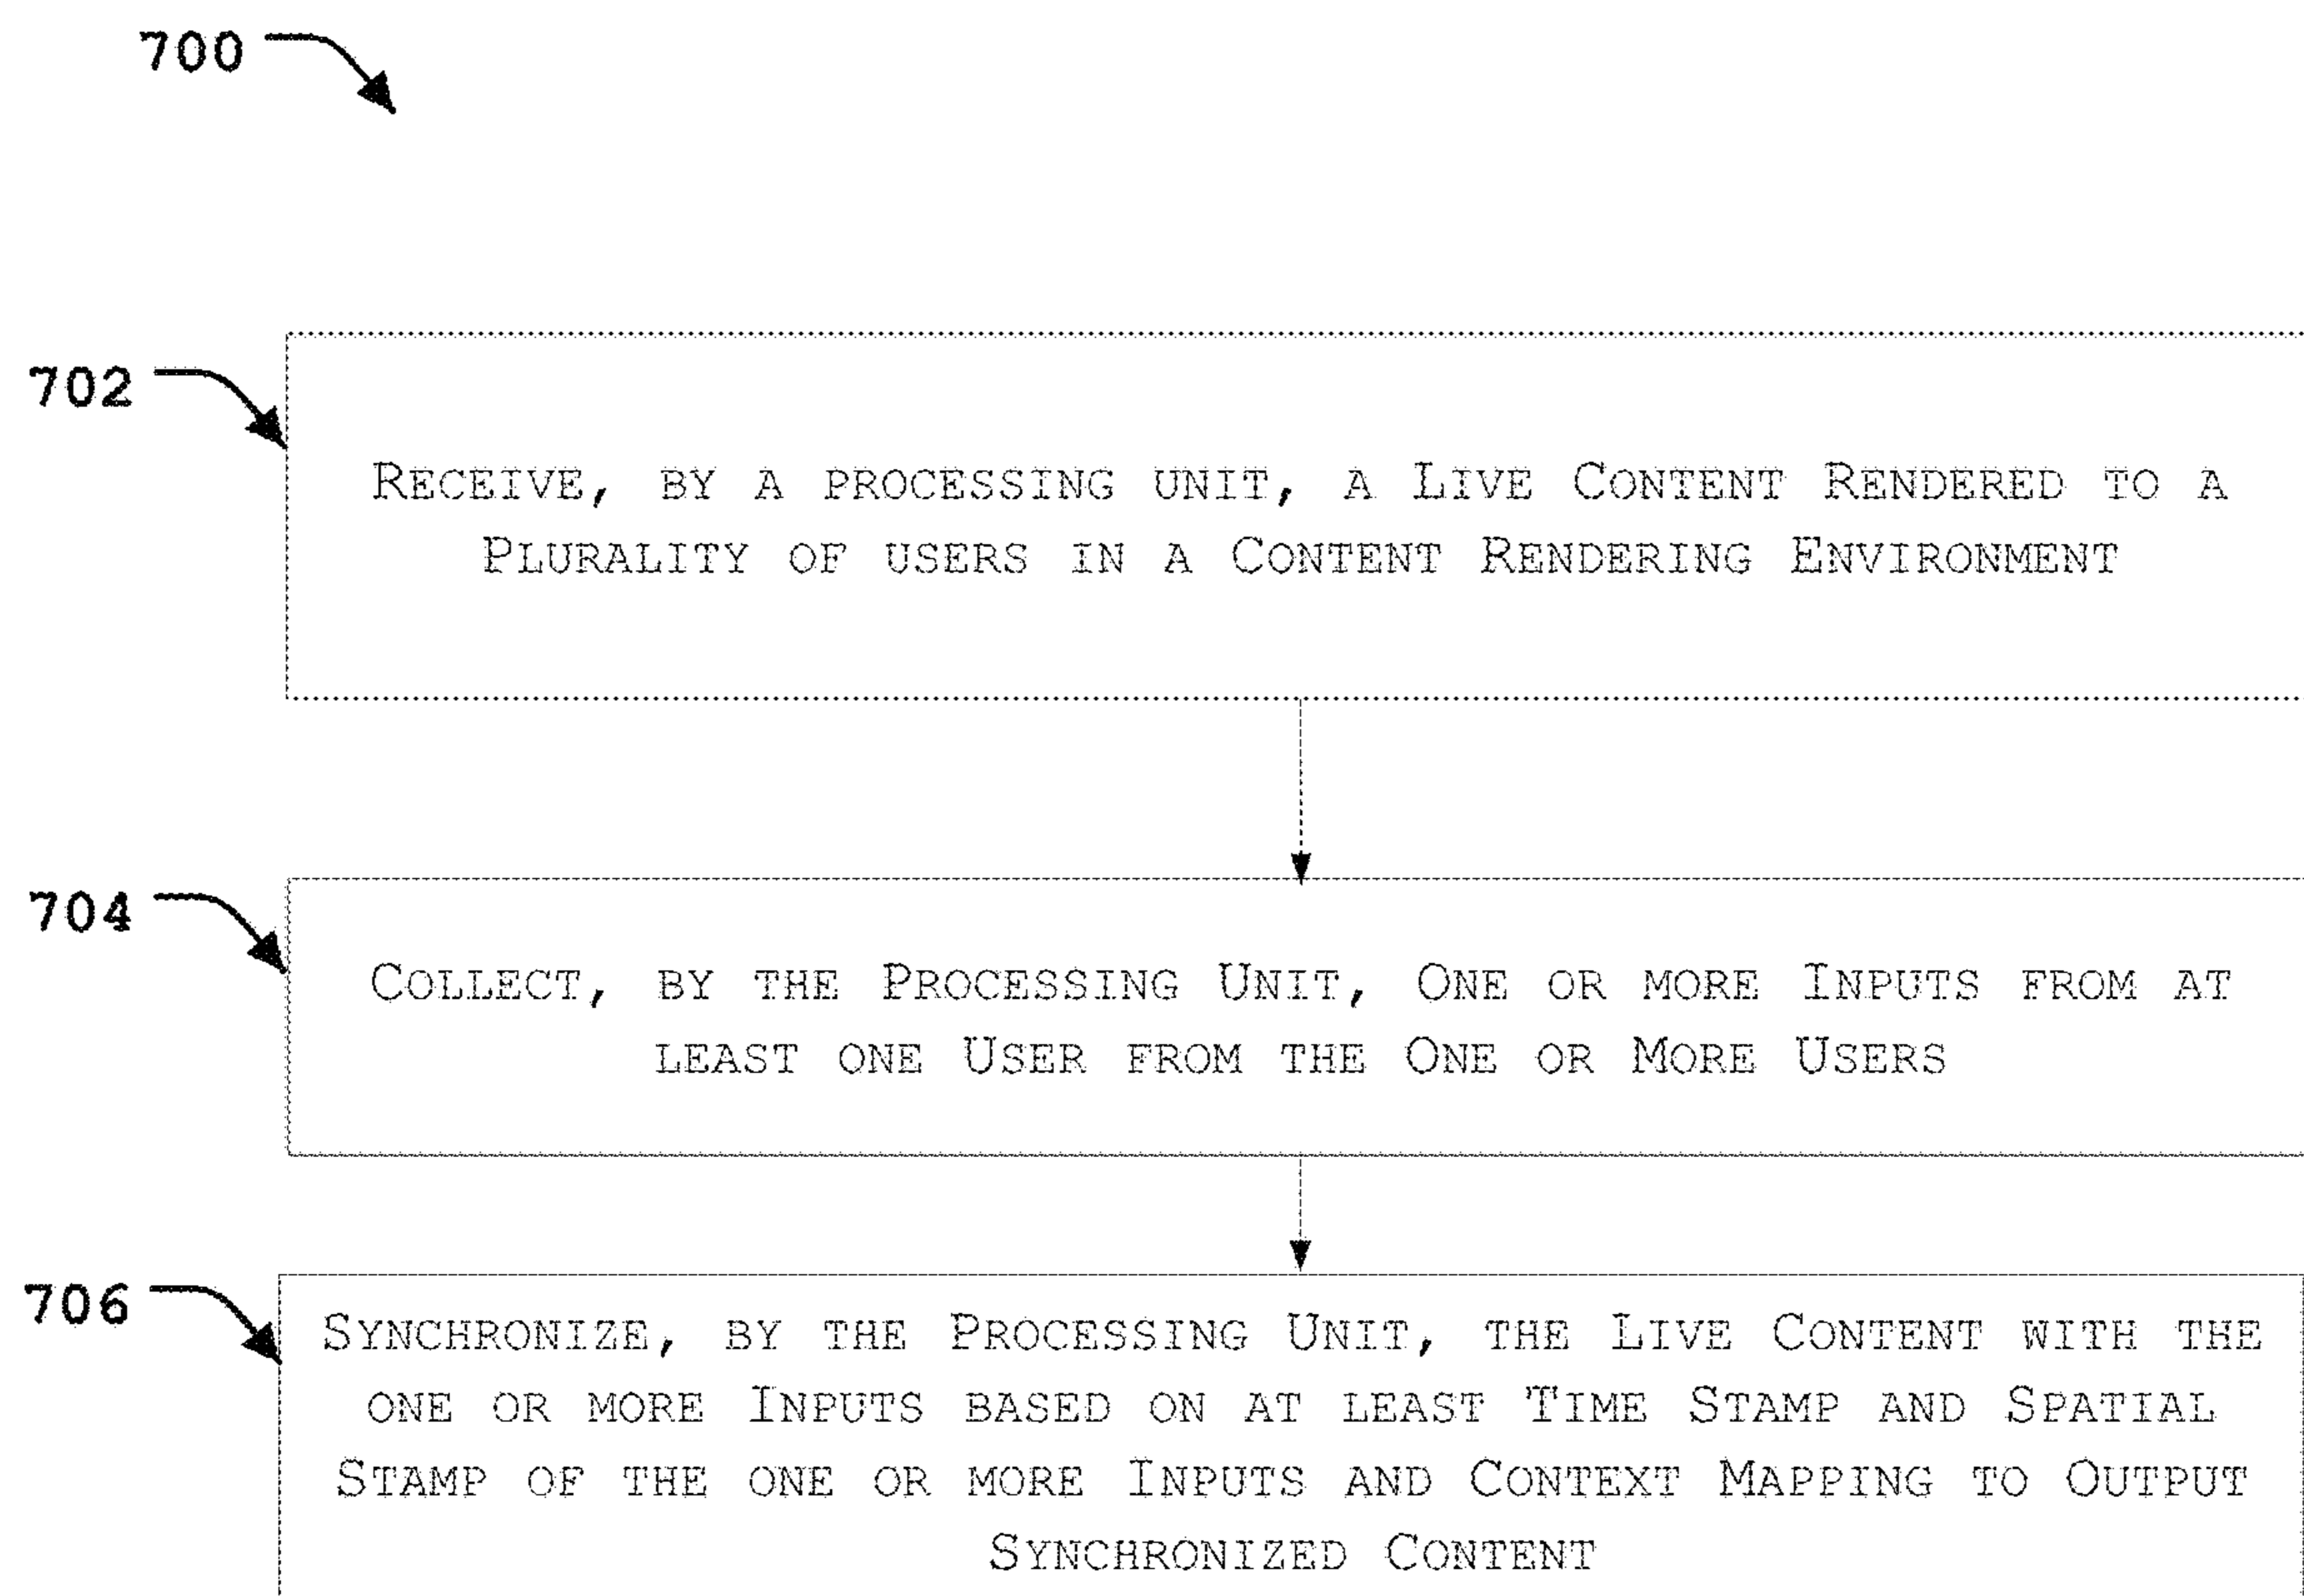 700
702
RECEIVE, BY A PROCESSING UNIT, A LIVE CONTENT RENDERED TO A
PLURALITY OF USERS IN A CONTENT RENDERING ENVIRONMENT
704
COLLECT, BY THE PROCESSING UNIT, ONE OR MORE INPUTS FROM AT
LEAST ONE USER FROM THE ONE OR MORE USERS
706
SYNCHRONIZE, BY THE PROCESSING UNIT, THE LIVE CONTENT WITH THE
ONE OR MORE INPUTS BASED ON AT LEAST TIME STAMP AND SPATIAL
STAMP OF THE ONE OR MORE INPUTS AND CONTEXT MAPPING TO OUTPUT
SYNCHRONIZED CONTENT